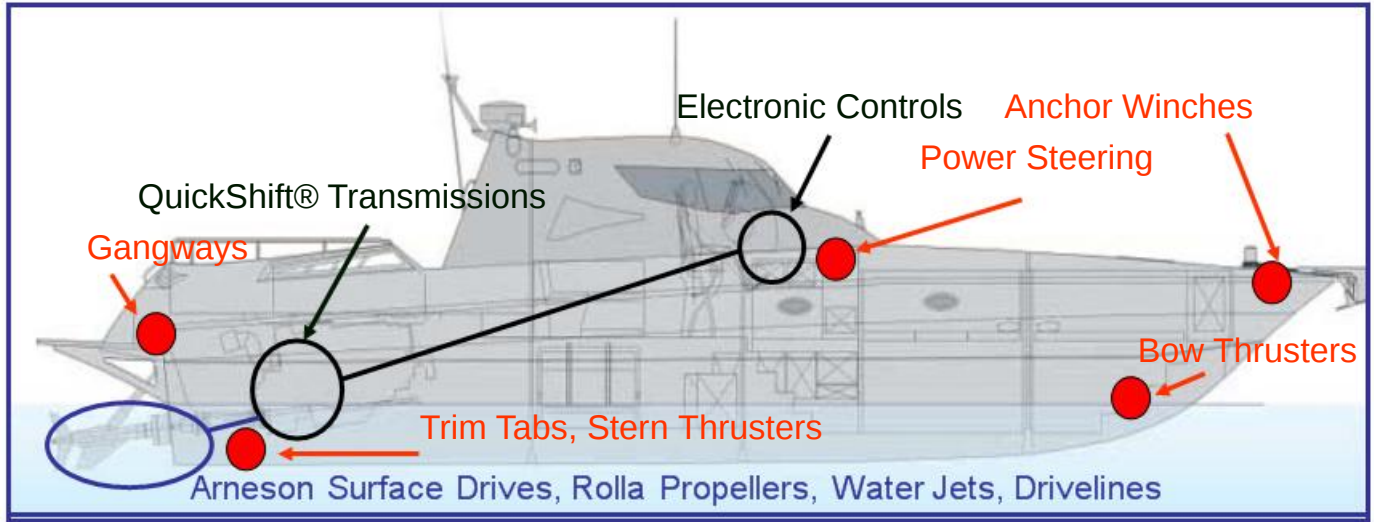 Electronic Controls
Anchor Winches
Power Steering
QuickShift® Transmissions
Gangways
Bow Thrusters
Trim Tabs, Stern Thrusters
Arneson Surface Drives, Rolla Propellers, Water Jets, Drivelines